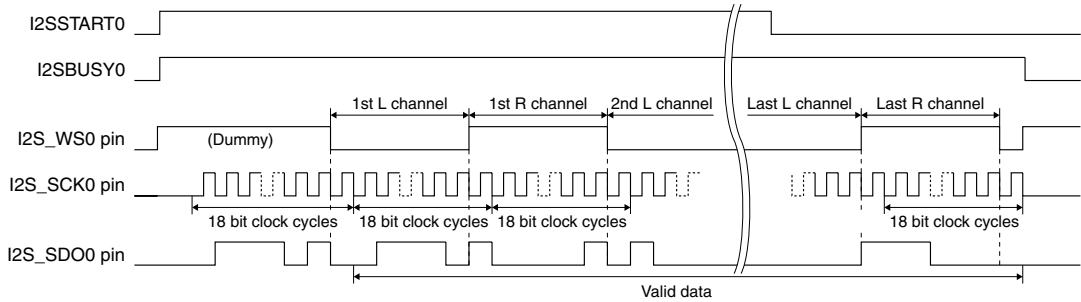 I2SSTART0
I2SBUSY0
1st L channel 1st R channel 2nd L channel Last L channel Last R channel
I2S_WS0 pin (Dummy)
I2S_SCK0 pin
18 bit clock cycles 18 bit clock cycles 18 bit clock cycles 18 bit clock cycles
I2S_SDO0 pin
Valid data